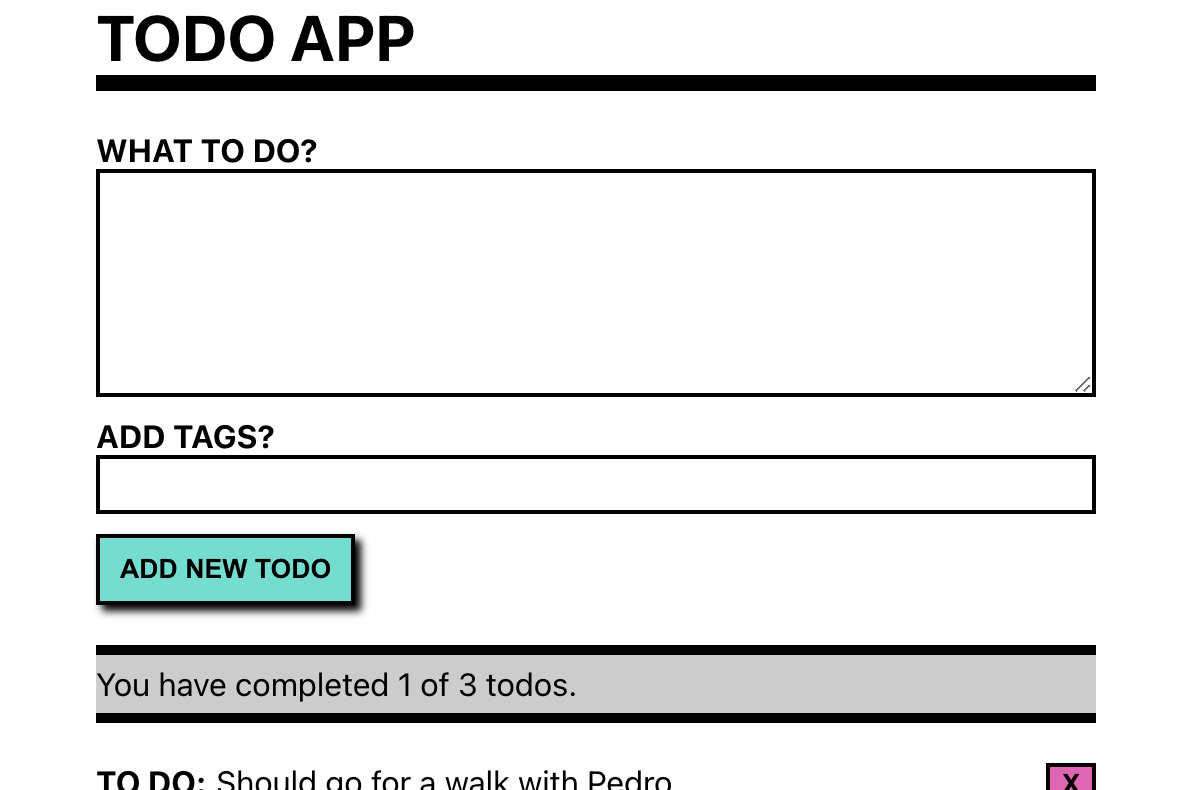 TODO APP
WHAT TO DO?
ADD TAGS?
ADD NEW TODO
You have completed 1 of 3 todos.
TO DO: Should go for a walk with Pedro X